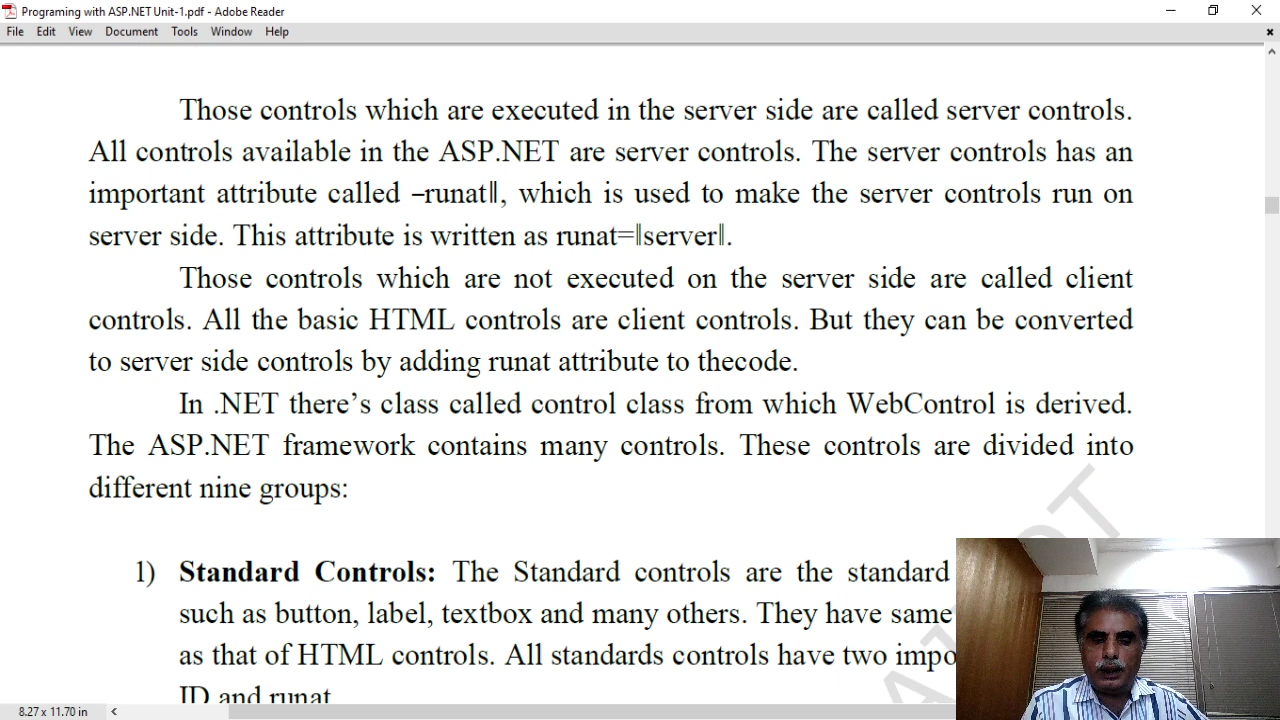 Programing with ASP.NET Unit-1.pdf - Adobe Reader
File Edit View Document Tools Window Help
Those controls which are executed in the server side are called server controls.
All controls available in the ASP.NET are server controls. The server controls has an
important attribute called ―runat‖, which is used to make the server controls run on
server side. This attribute is written as runat=‖server‖.
Those controls which are not executed on the server side are called client
controls. All the basic HTML controls are client controls. But they can be converted
to server side controls by adding runat attribute to thecode.
In .NET there’s class called control class from which WebControl is derived.
The ASP.NET framework contains many controls. These controls are divided into
different nine groups:
1) Standard Controls: The Standard controls are the standard
such as button, label, textbox and many others. They have same
as that of HTML controls. All standards controls have two impo
ID and runat
8.27 x 11.70 in